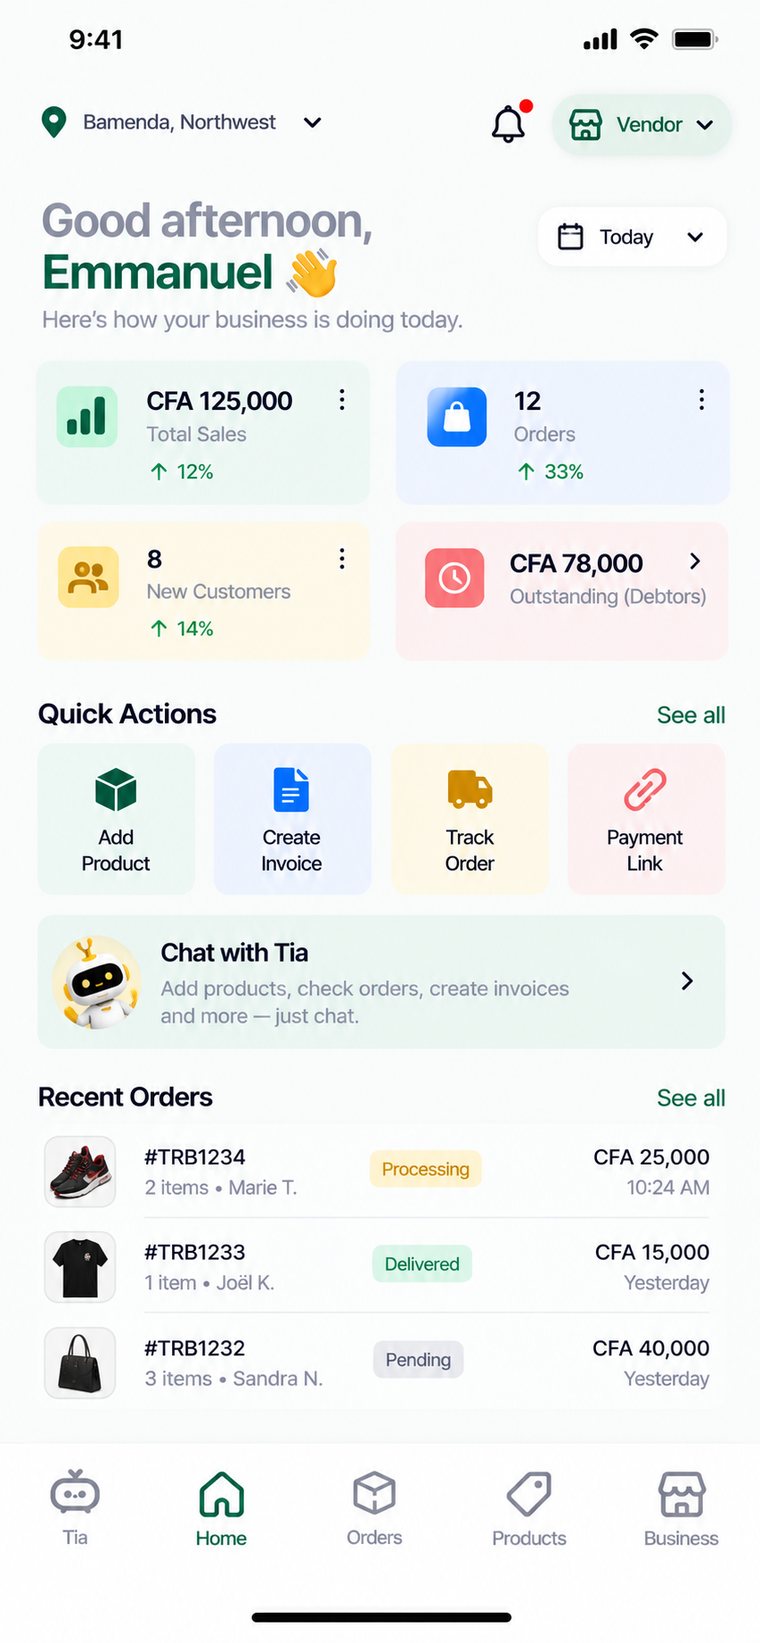 9:41
Bamenda, Northwest
Vendor
Good afternoon,
Emmanuel 👋
Today
Here's how your business is doing today.
CFA 125,000
Total Sales
↑ 12%
12
Orders
↑ 33%
8
New Customers
↑ 14%
CFA 78,000
Outstanding (Debtors)
Quick Actions
See all
Add
Product
Create
Invoice
Track
Order
Payment
Link
Chat with Tia
Add products, check orders, create invoices
and more — just chat.
Recent Orders
See all
#TRB1234
2 items • Marie T.
Processing
CFA 25,000
10:24 AM
#TRB1233
1 item • Joël K.
Delivered
CFA 15,000
Yesterday
#TRB1232
3 items • Sandra N.
Pending
CFA 40,000
Yesterday
Tia
Home
Orders
Products
Business